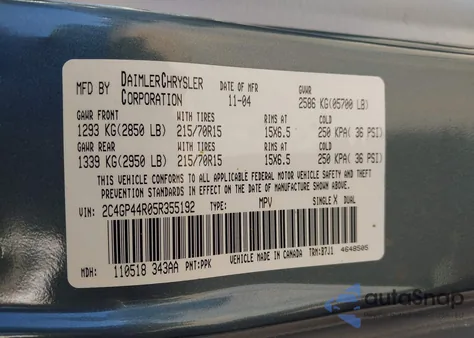 MFD BY DAIMLERCHRYSLER CORPORATION DATE OF MFR 11-04 GVWR 2586 KG(05700 LB)
GAWR FRONT WITH TIRES RIMS AT COLD
1293 KG(2850 LB) 215/70R15 15X6.5 250 KPA( 36 PSI)
GAWR REAR WITH TIRES RIMS AT COLD
1339 KG(2950 LB) 215/70R15 15X6.5 250 KPA( 36 PSI)
THIS VEHICLE CONFORMS TO ALL APPLICABLE FEDERAL MOTOR VEHICLE SAFETY AND
THEFT PREVENTION STANDARDS IN EFFECT ON THE DATE OF MANUFACTURE SHOWN ABOVE
VIN: 2C4GP44R05R355192 TYPE: MPV SINGLE X DUAL
MDH: 110518 343AA PNT:PPK VEHICLE MADE IN CANADA TRM:B7J1 4648505
autoSnap